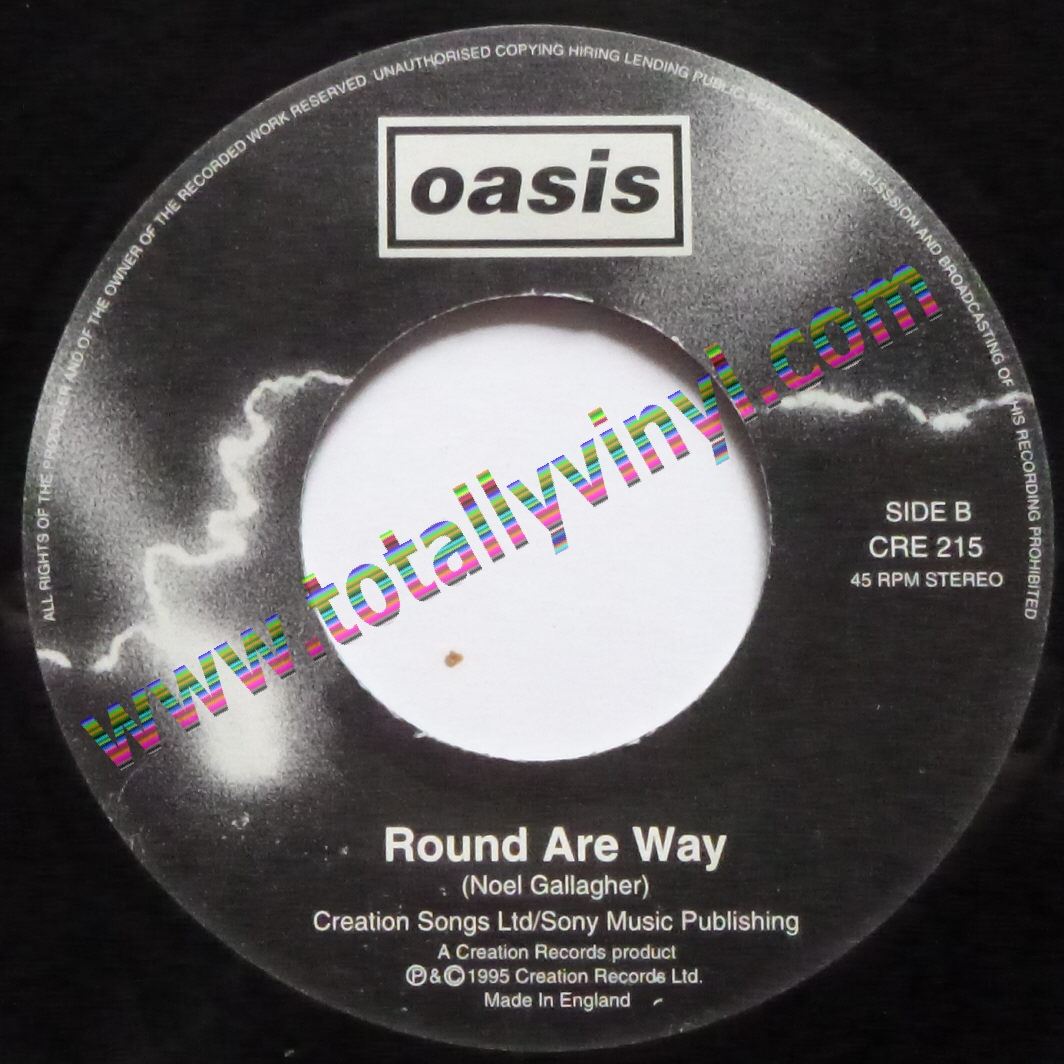 ALL RIGHTS OF THE PRODUCER AND OF THE OWNER OF THE RECORDED WORK RESERVED. UNAUTHORISED COPYING HIRING LENDING PUBLIC PERFORMANCE DIFUSSSION AND BROADCASTING OF THIS RECORDING PROHIBITED
oasis
www.totallyvinyl.com
SIDE B
CRE 215
45 RPM STEREO
Round Are Way
(Noel Gallagher)
Creation Songs Ltd/Sony Music Publishing
A Creation Records product
℗&©1995 Creation Records Ltd.
Made In England